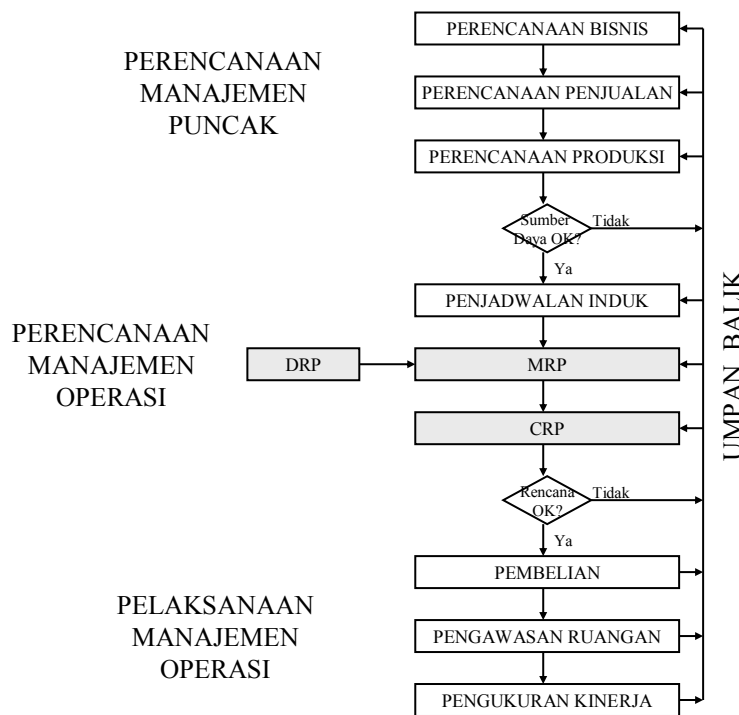 PERENCANAAN BISNIS
PERENCANAAN
MANAJEMEN
PUNCAK
PERENCANAAN PENJUALAN
PERENCANAAN PRODUKSI
Sumber
Daya OK?
Tidak
Ya
PENJADWALAN INDUK
PERENCANAAN
MANAJEMEN
OPERASI
DRP
MRP
CRP
UMPAN BALIK
Rencana
OK?
Tidak
Ya
PEMBELIAN
PELAKSANAAN
MANAJEMEN
OPERASI
PENGAWASAN RUANGAN
PENGUKURAN KINERJA